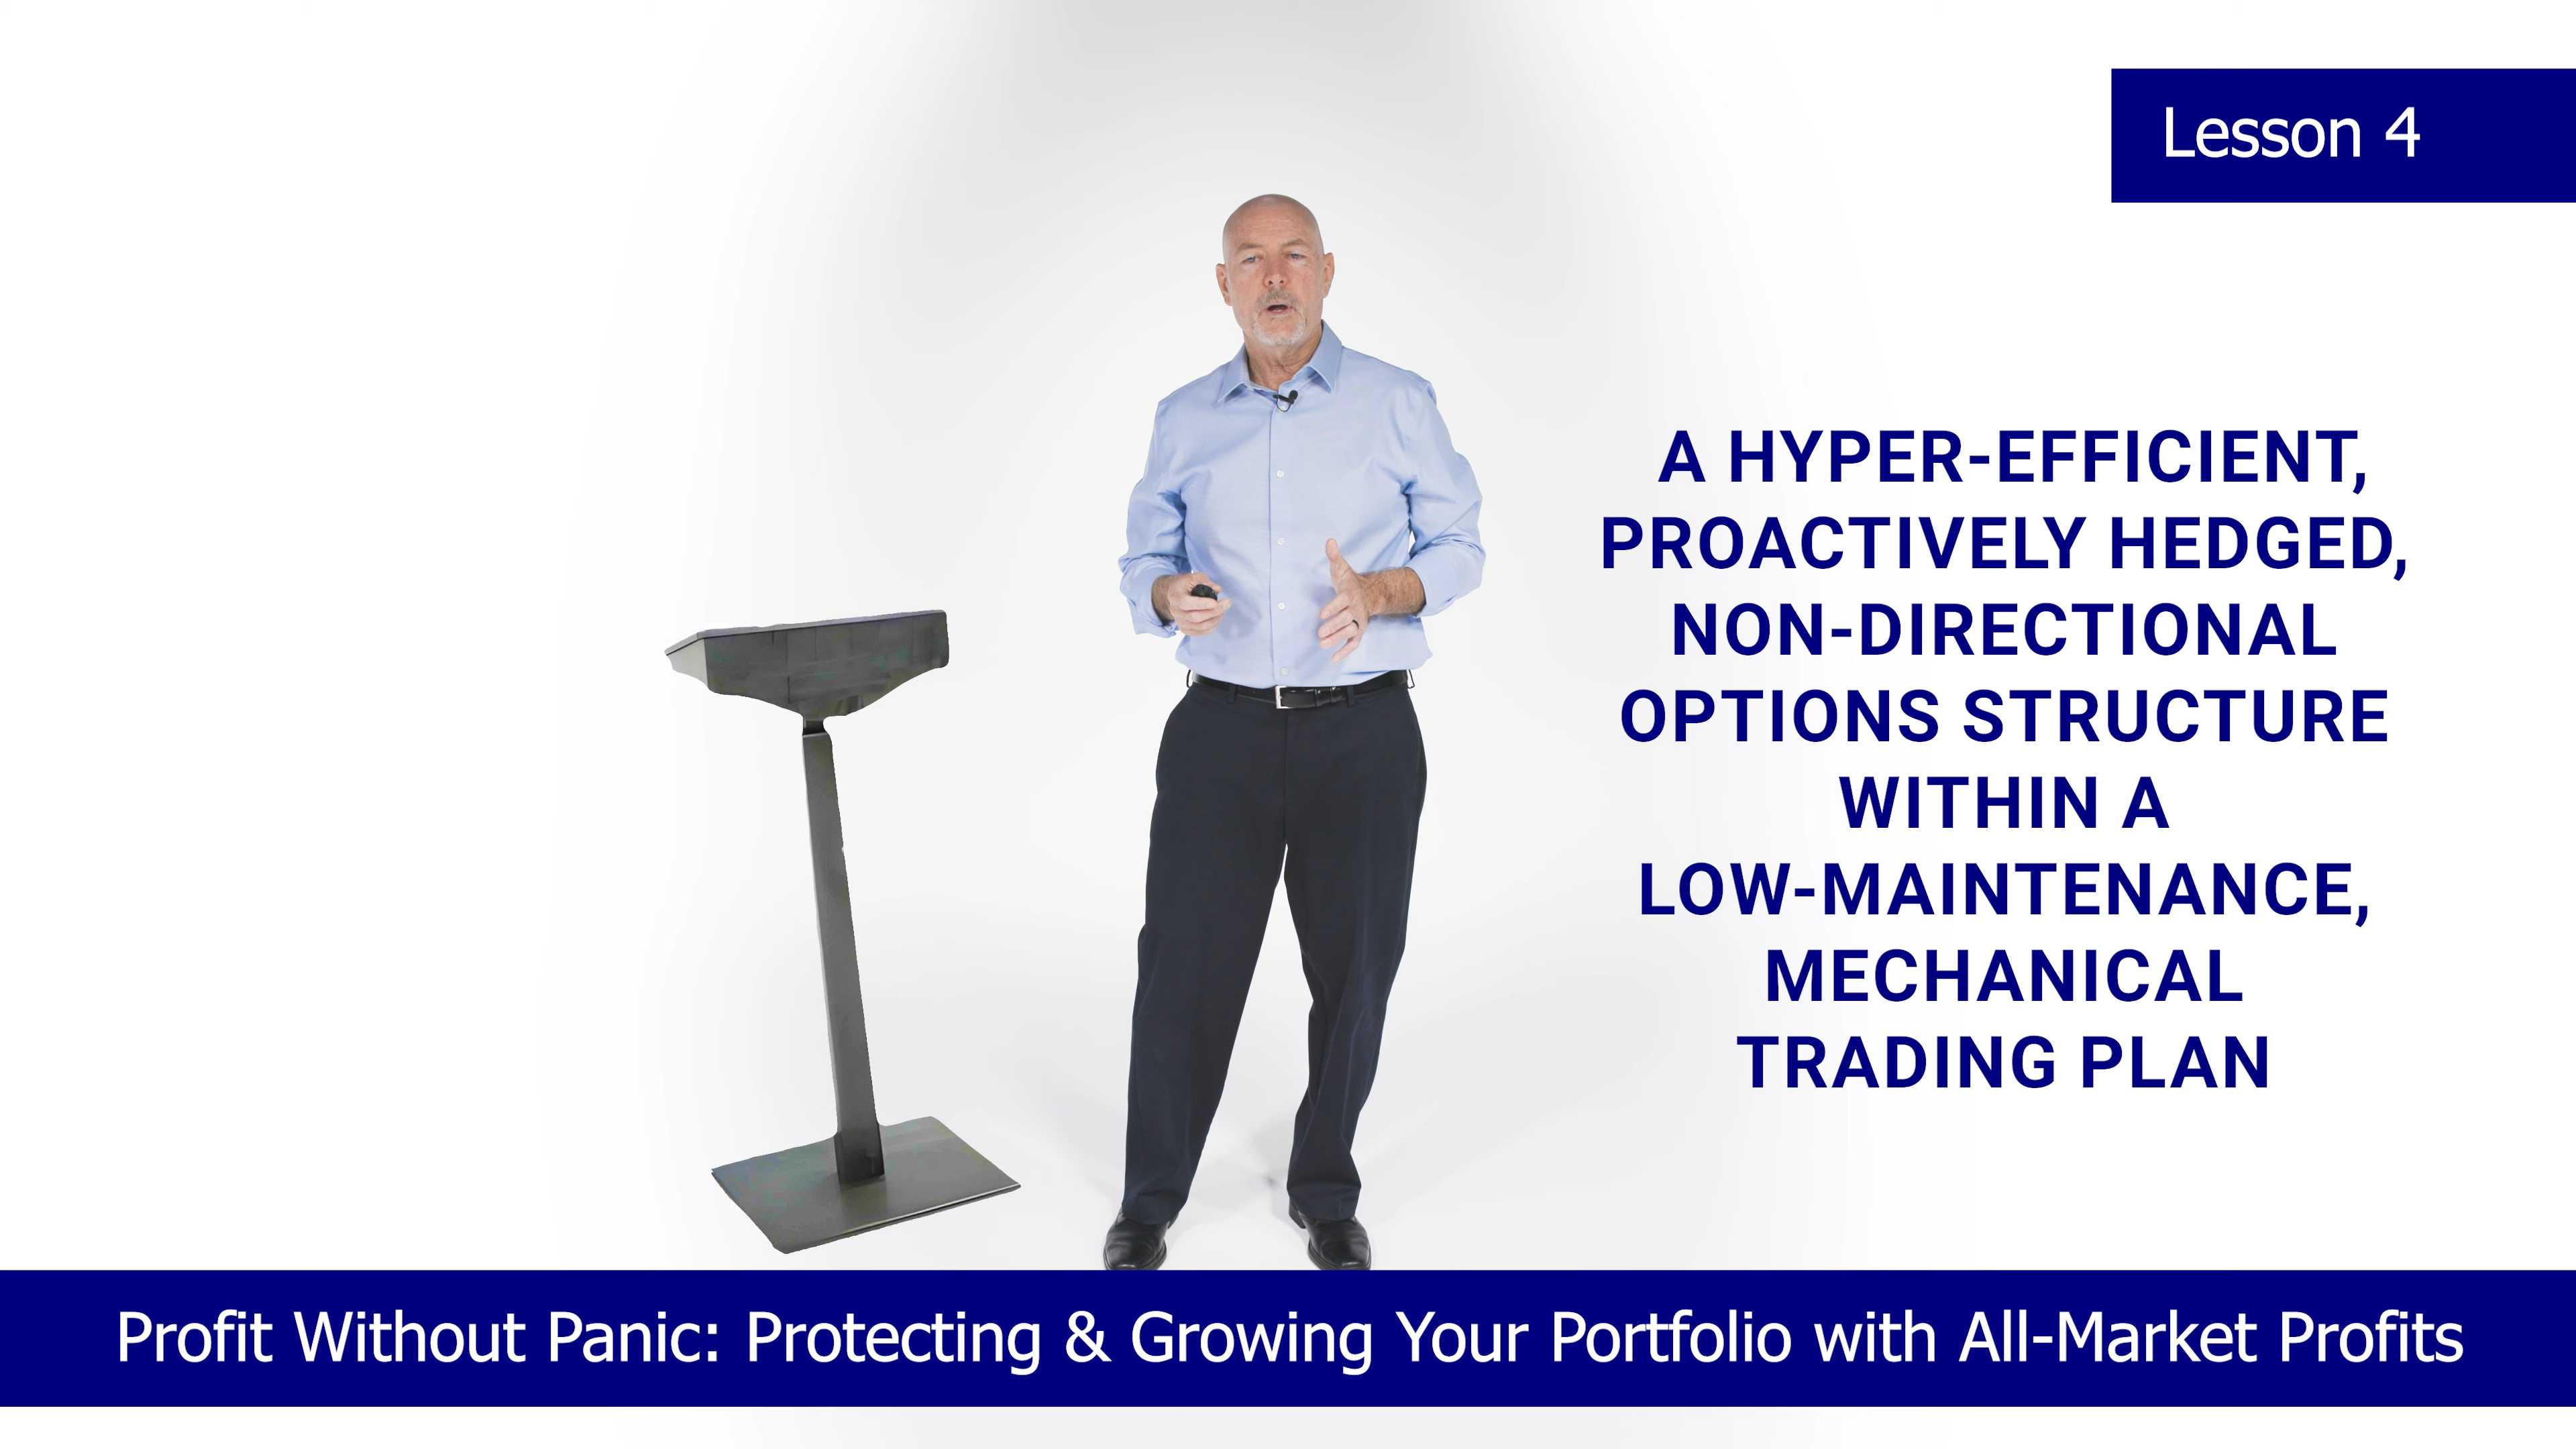 Lesson 4
A HYPER-EFFICIENT,
PROACTIVELY HEDGED,
NON-DIRECTIONAL
OPTIONS STRUCTURE
WITHIN A
LOW-MAINTENANCE,
MECHANICAL
TRADING PLAN
Profit Without Panic: Protecting & Growing Your Portfolio with All-Market Profits